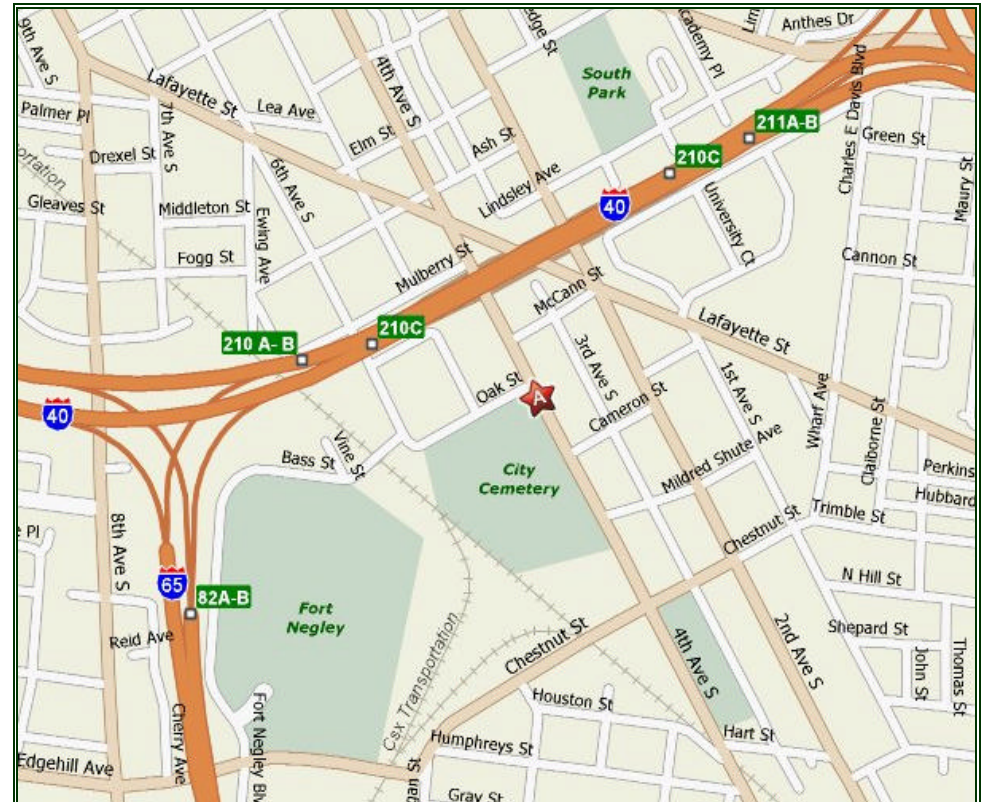 9th Ave S
Palmer Pl
Drexel St
7th Ave S
Lafayette St
Lea Ave
4th Ave S
Elm St
Ash St
South
Park
Anthes Dr
Charles E Davis Blvd
211A-B
Green St
210C
Maury St
portation
Gleaves St
Middleton St
Ewing Ave
6th Ave S
Lindsley Ave
40
University Ct
Cannon St
Fogg St
Mulberry St
McCann St
Lafayette St
210 A-B
210C
3rd Ave S
1st Ave S
40
Oak St
A
Cameron St
Wharf Ave
Claiborne St
Bass St
Vine St
City
Cemetery
Mildred Shute Ave
Perkins
Hubbard
Trimble St
8th Ave S
e Pl
Chestnut St
65
82A-B
N Hill St
Fort
Negley
Reid Ave
Csx Transportation
Chestnut St
4th Ave S
2nd Ave S
Shepard St
John St
Thomas St
Cherry Ave
Fort Negley Blv
Houston St
Humphreys St
Hart St
Edgehill Ave
Gray St